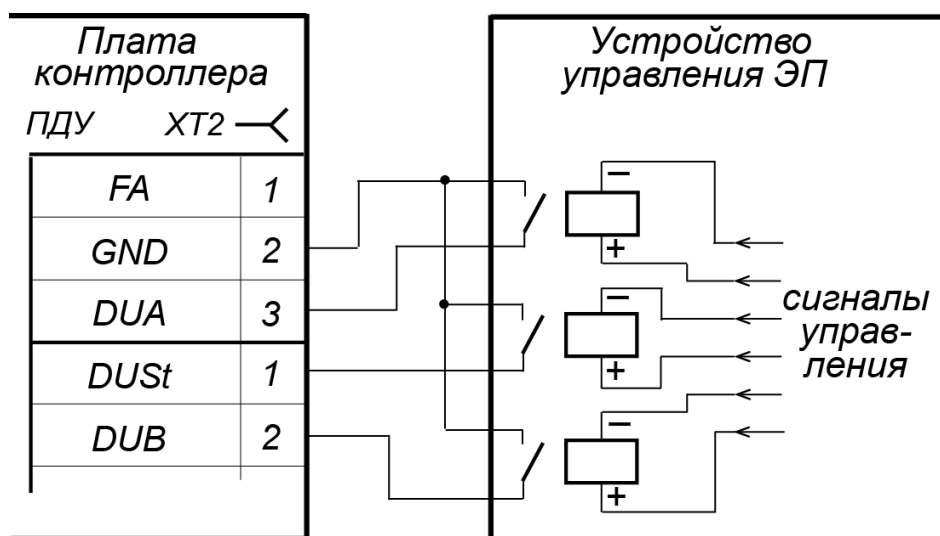 Плата
контроллера
ПДУ XT2
FA 1
GND 2
DUA 3
DUSt 1
DUB 2
Устройство
управления ЭП
−
+
−
+
−
+
сигналы
управ-
ления